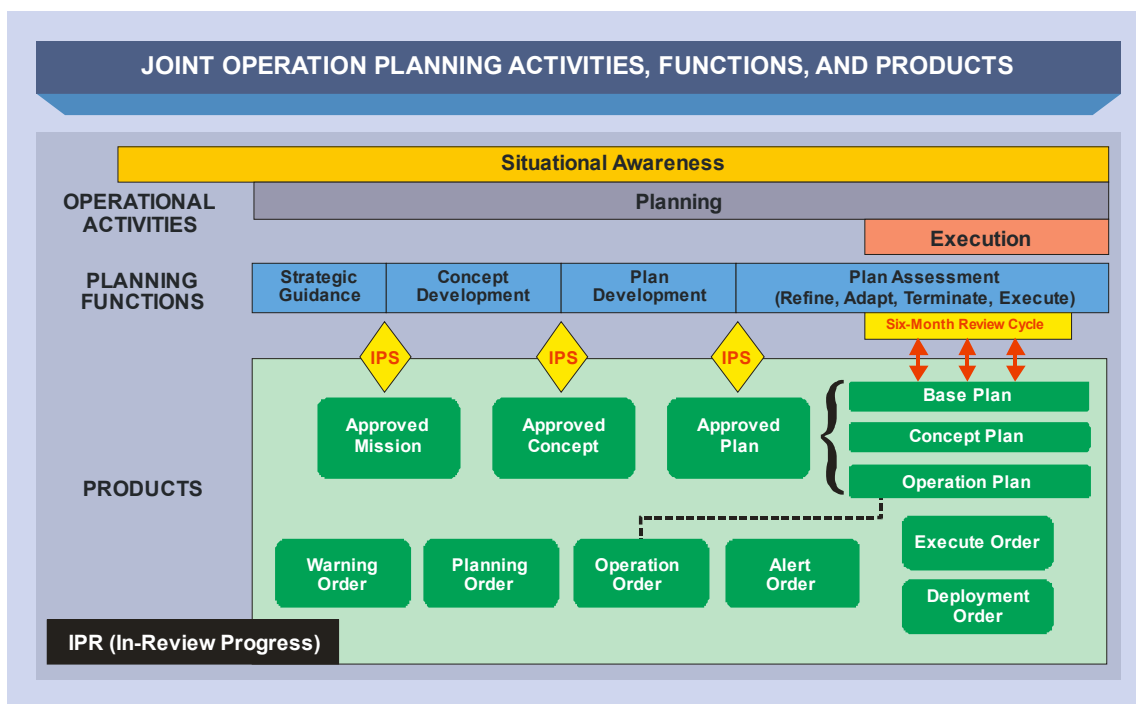 JOINT OPERATION PLANNING ACTIVITIES, FUNCTIONS, AND PRODUCTS
Situational Awareness
OPERATIONAL
ACTIVITIES
Planning
Execution
PLANNING
FUNCTIONS
Strategic
Guidance
Concept
Development
Plan
Development
Plan Assessment
(Refine, Adapt, Terminate, Execute)
Six-Month Review Cycle
IPS
IPS
IPS
PRODUCTS
Approved
Mission
Approved
Concept
Approved
Plan
{
Base Plan
Concept Plan
Operation Plan
Warning
Order
Planning
Order
Operation
Order
Alert
Order
Execute Order
Deployment
Order
IPR (In-Review Progress)